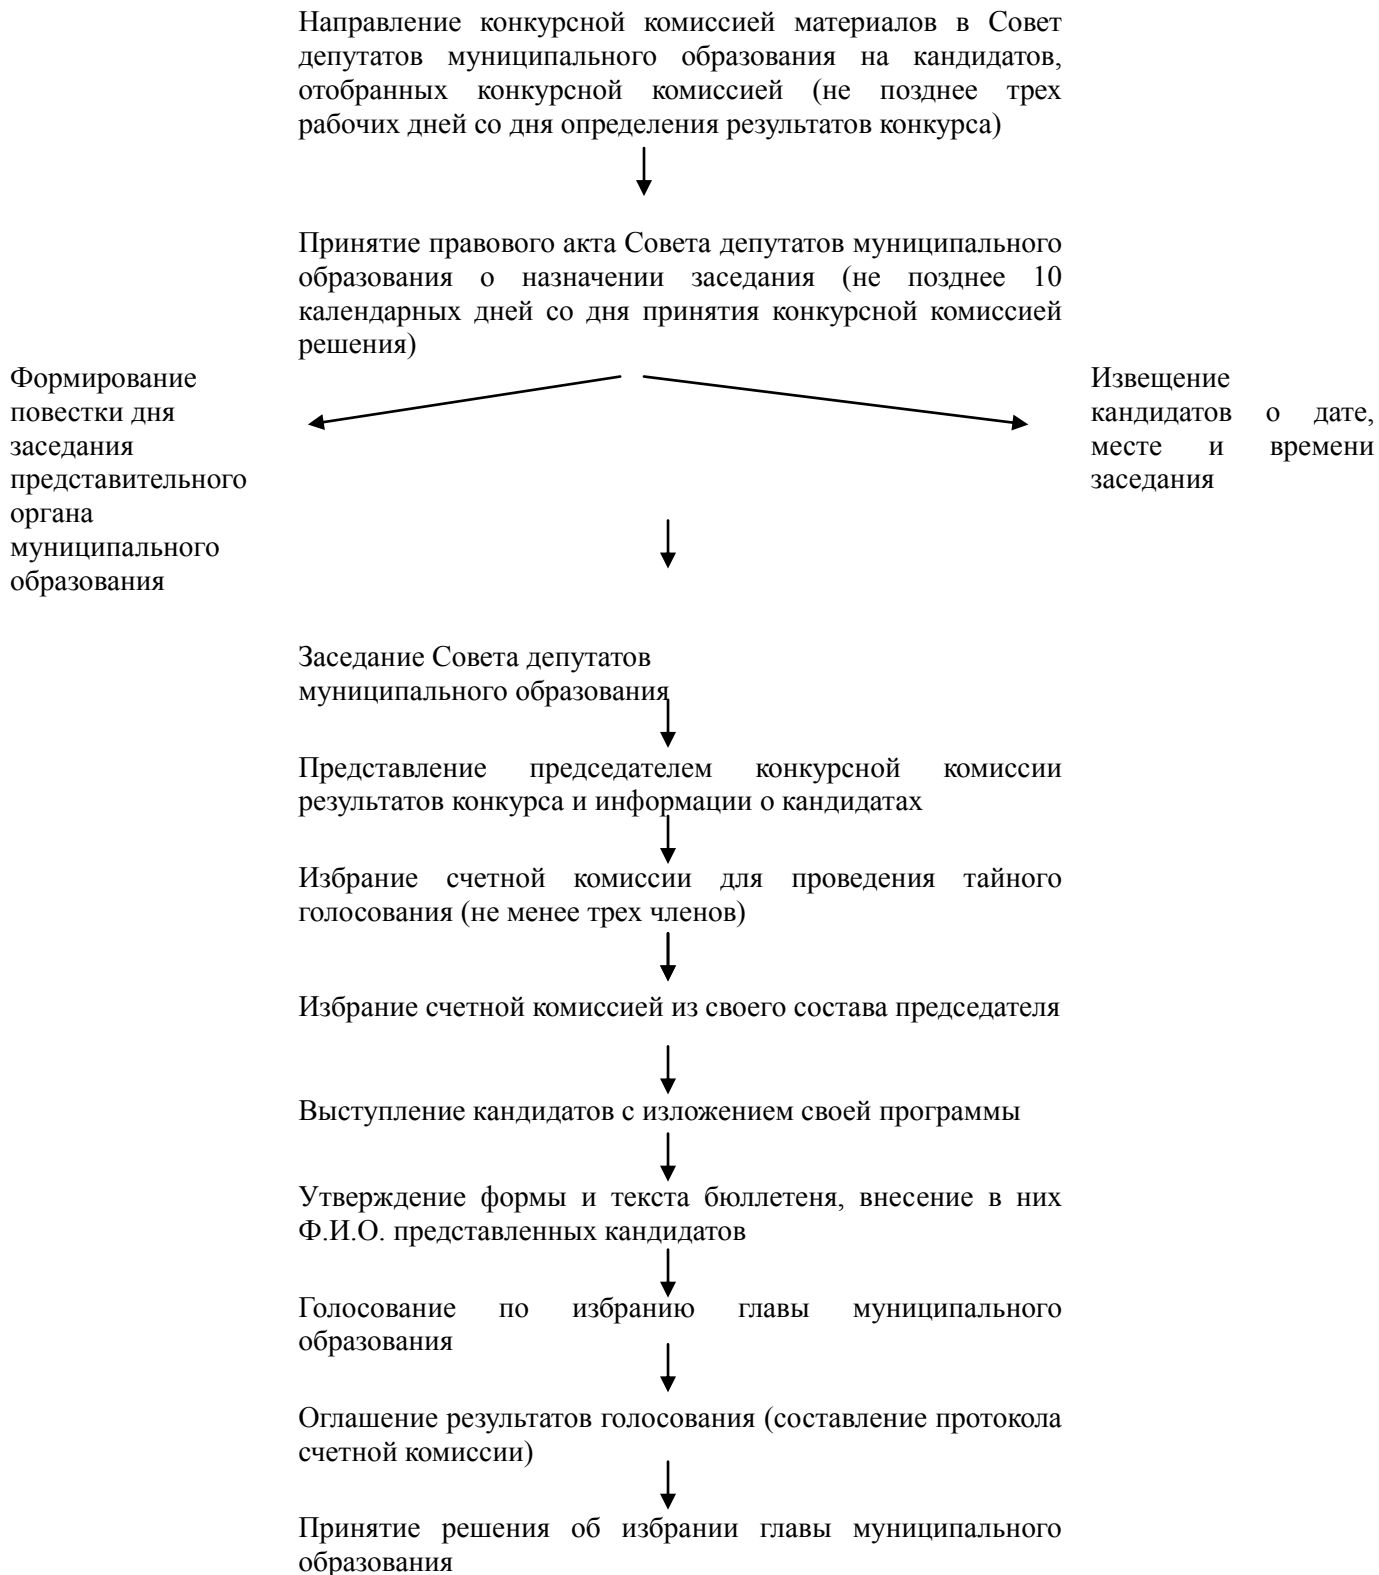 Направление конкурсной комиссией материалов в Совет
депутатов муниципального образования на кандидатов,
отобранных конкурсной комиссией (не позднее трех
рабочих дней со дня определения результатов конкурса)
Принятие правового акта Совета депутатов муниципального
образования о назначении заседания (не позднее 10
календарных дней со дня принятия конкурсной комиссией
решения)
Формирование
повестки дня
заседания
представительного
органа
муниципального
образования
Извещение
кандидатов о дате,
месте и времени
заседания
Заседание Совета депутатов
муниципального образования
Представление председателем конкурсной комиссии
результатов конкурса и информации о кандидатах
Избрание счетной комиссии для проведения тайного
голосования (не менее трех членов)
Избрание счетной комиссией из своего состава председателя
Выступление кандидатов с изложением своей программы
Утверждение формы и текста бюллетеня, внесение в них
Ф.И.О. представленных кандидатов
Голосование по избранию главы муниципального
образования
Оглашение результатов голосования (составление протокола
счетной комиссии)
Принятие решения об избрании главы муниципального
образования